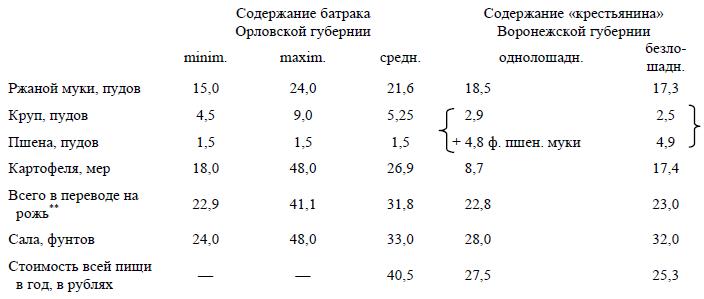 Содержание батрака Содержание «крестьянина»
Орловской губернии Воронежской губернии
minim. maxim. средн. однолошадн. безло-
шадн.
Ржаной муки, пудов 15,0 24,0 21,6 18,5 17,3
Круп, пудов 4,5 9,0 5,25 2,9 2,5
Пшена, пудов 1,5 1,5 1,5 + 4,8 ф. пшен. муки 4,9
Картофеля, мер 18,0 48,0 26,9 8,7 17,4
Всего в переводе на
рожь** 22,9 41,1 31,8 22,8 23,0
Сала, фунтов 24,0 48,0 33,0 28,0 32,0
Стоимость всей пищи
в год, в рублях — — 40,5 27,5 25,3